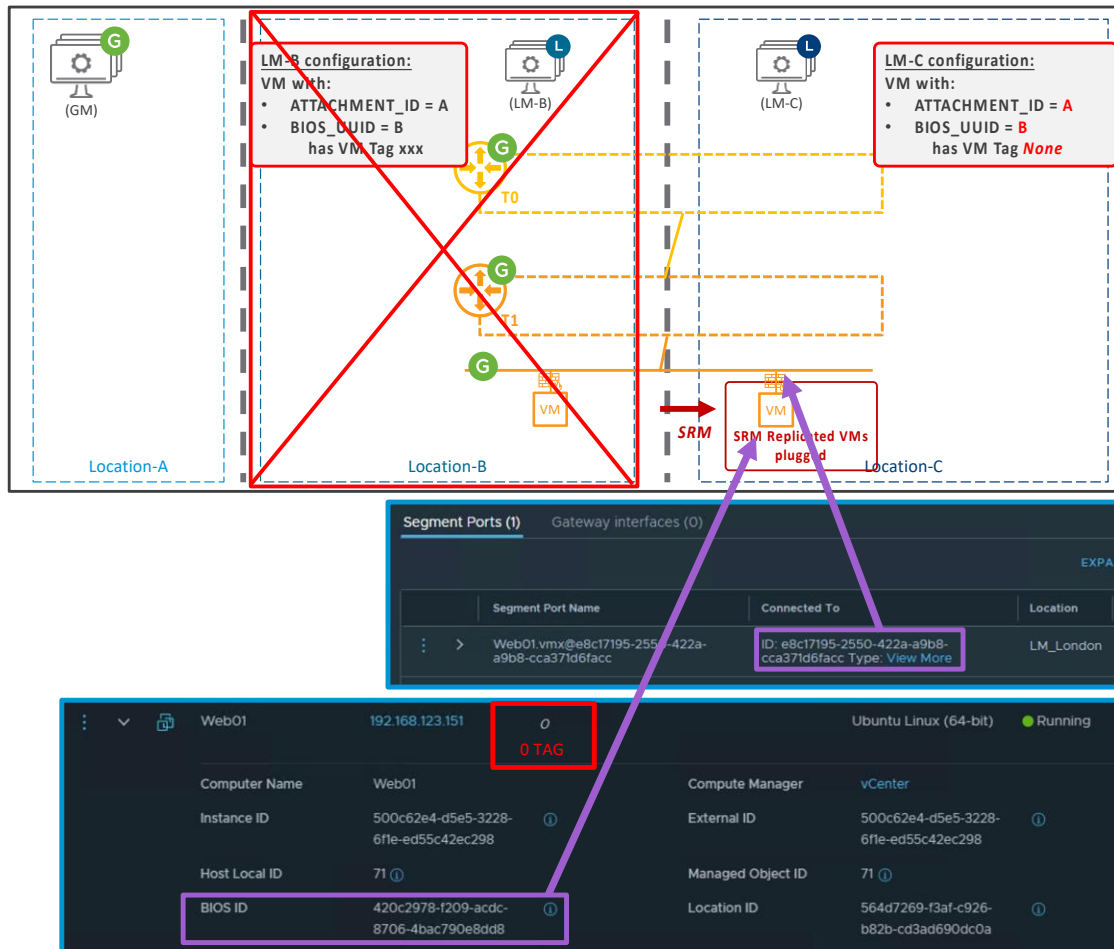 G
(GM)
Location-A
LM-B configuration:
VM with:
• ATTACHMENT_ID = A
• BIOS_UUID = B
has VM Tag xxx
L
(LM-B)
G
T0
G
T1
G
VM
Location-B
SRM
L
(LM-C)
LM-C configuration:
VM with:
• ATTACHMENT_ID = A
• BIOS_UUID = B
has VM Tag None
VM
SRM Replicated VMs
plugged
Location-C
Segment Ports (1) Gateway interfaces (0)
EXPA
Segment Port Name Connected To Location
Web01.vmx@e8c17195-2550-422a-
a9b8-cca371d6facc
ID: e8c17195-2550-422a-a9b8-
cca371d6facc Type: View More
LM_London
Web01 192.168.123.151 0 Ubuntu Linux (64-bit) Running
0 TAG
Computer Name Web01 Compute Manager vCenter
Instance ID 500c62e4-d5e5-3228-
6f1e-ed55c42ec298
External ID 500c62e4-d5e5-3228-
6f1e-ed55c42ec298
Host Local ID 71 Managed Object ID 71
BIOS ID 420c2978-f209-acdc-
8706-4bac790e8dd8
Location ID 564d7269-f3af-c926-
b82b-cd3ad690dc0a